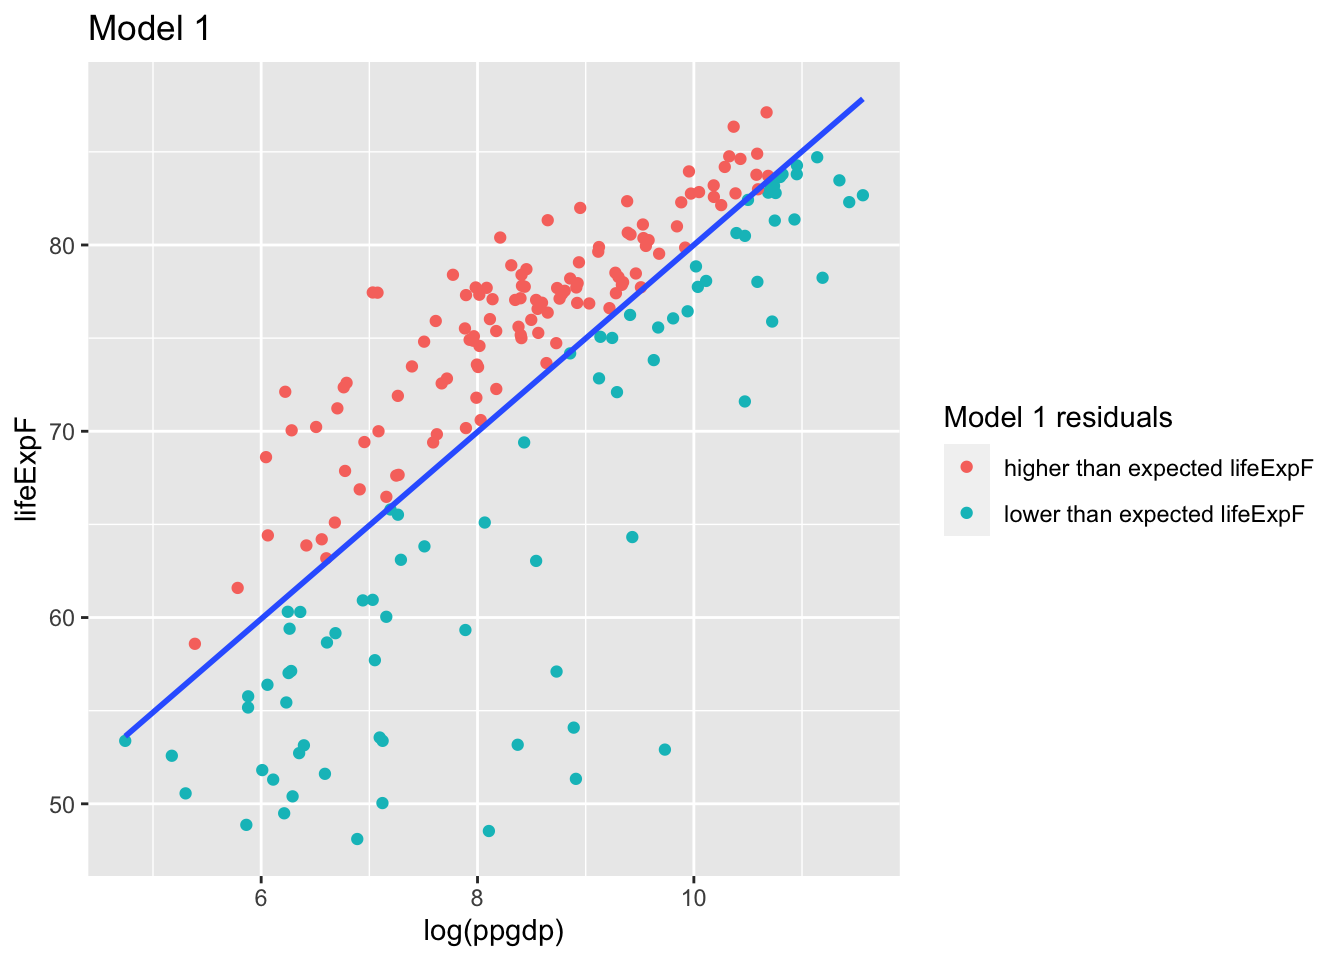 Model 1
lifeExpF
80
70
60
50
6 8 10
log(ppgdp)
Model 1 residuals
higher than expected lifeExpF
lower than expected lifeExpF